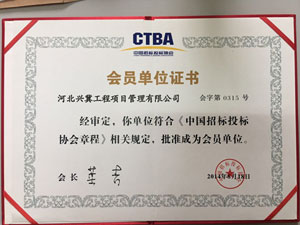 CTBA
中国招标投标协会
会员单位证书
河北兴冀工程项目管理有限公司 会字第 0315 号
经审定，你单位符合《中国招标投标
协会章程》相关规定，批准成为会员单位。
会长